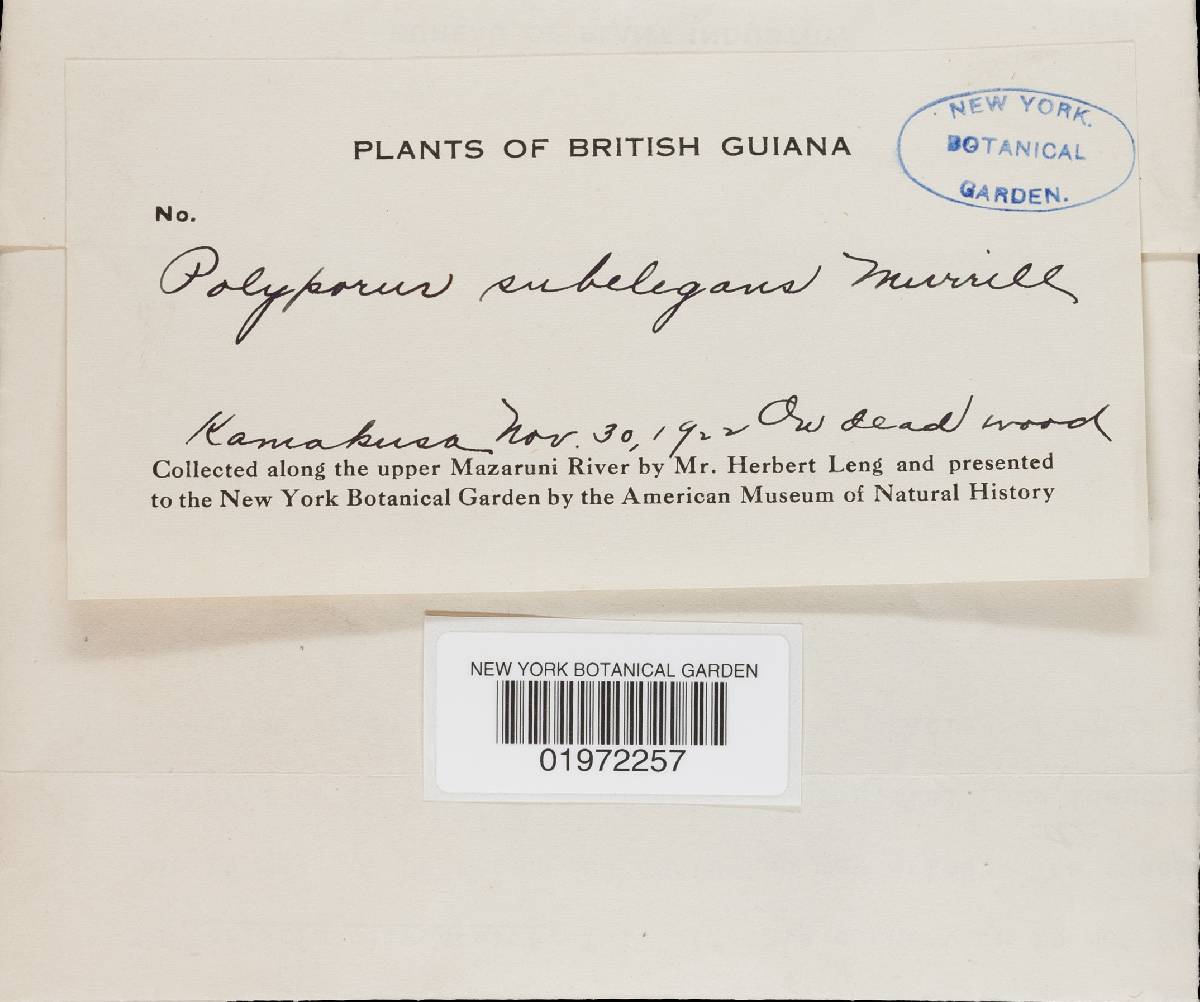 PLANTS OF BRITISH GUIANA
NEW YORK.
BOTANICAL
GARDEN.
No.
Polyporus subelegans Murrill
Kamakusa Nov. 30, 1922 On dead wood
Collected along the upper Mazaruni River by Mr. Herbert Leng and presented
to the New York Botanical Garden by the American Museum of Natural History
NEW YORK BOTANICAL GARDEN
01972257